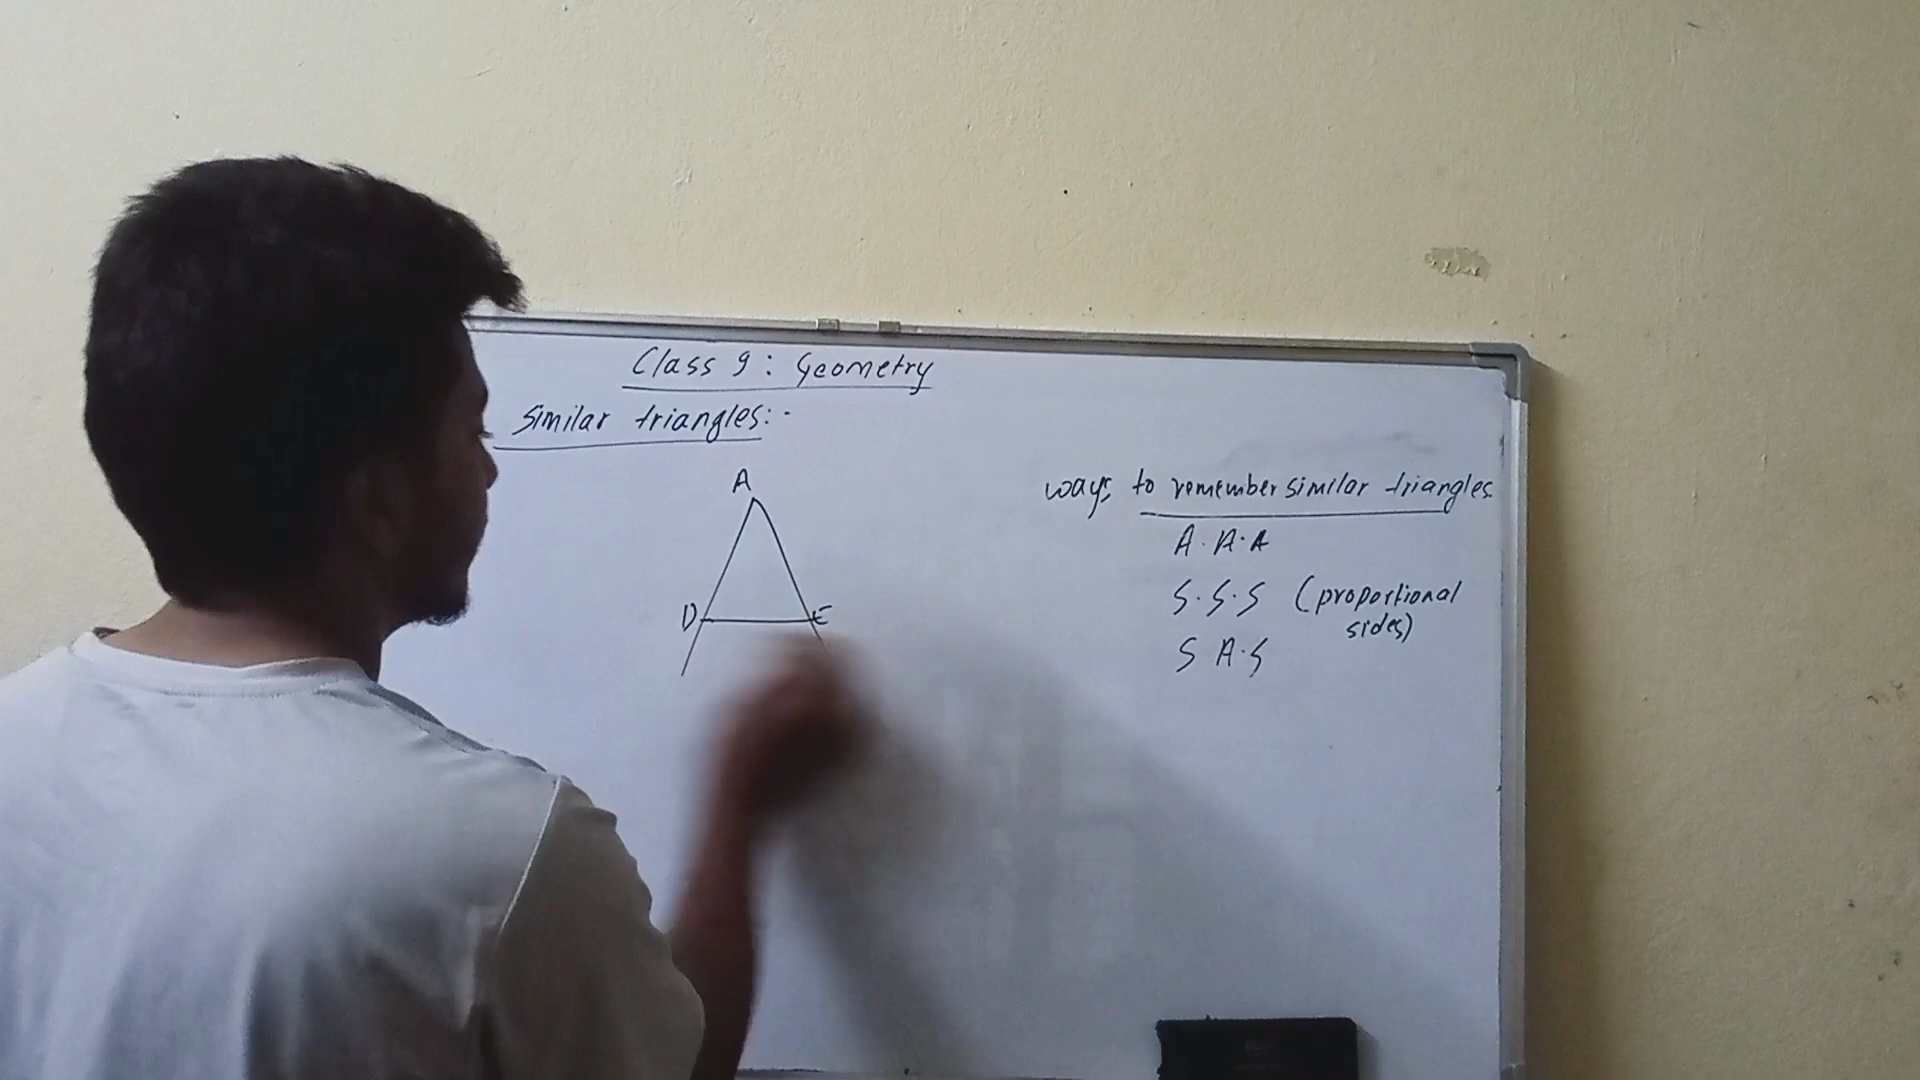 Class 9: Geometry
Similar triangles:-
A
D E
ways to remember similar triangles
A.A.A
S.S.S (proportional
sides)
S A.S